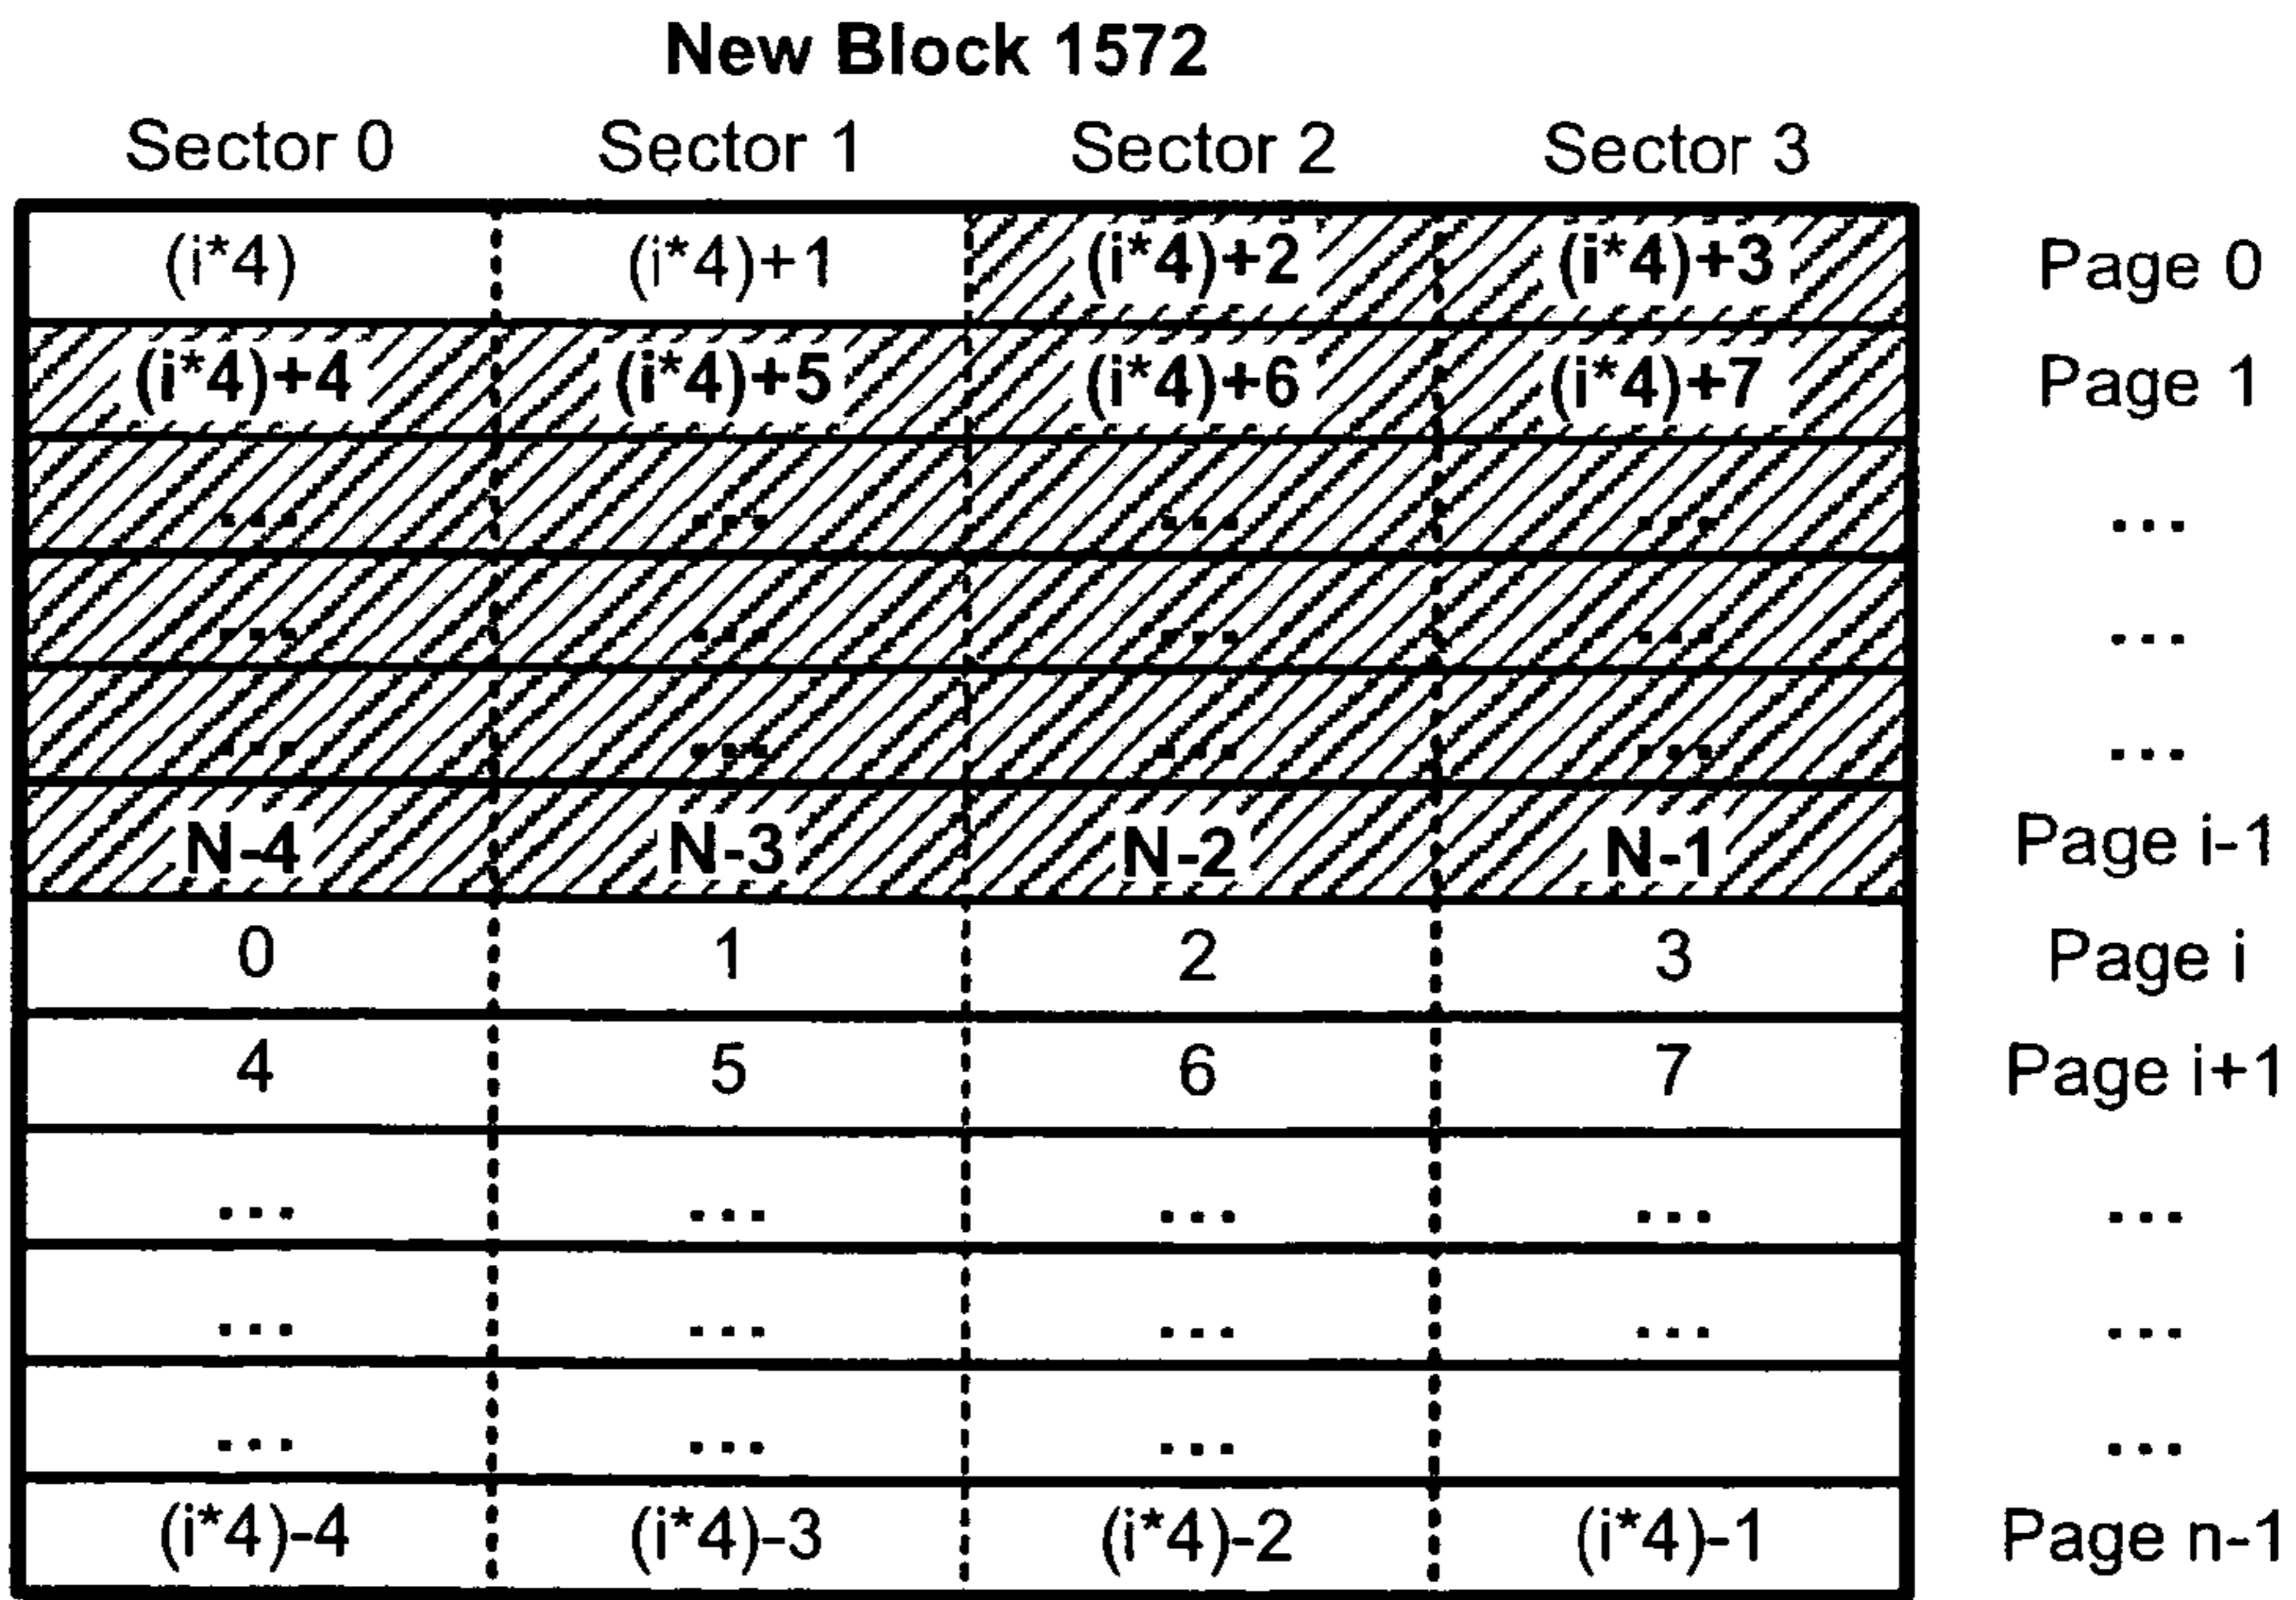 New Block 1572
Sector 0 Sector 1 Sector 2 Sector 3
(i*4) (i*4)+1 (i*4)+2 (i*4)+3 Page 0
(i*4)+4 (i*4)+5 (i*4)+6 (i*4)+7 Page 1
... ... ... ... ...
... ... ... ... ...
... ... ... ... ...
N-4 N-3 N-2 N-1 Page i-1
0 1 2 3 Page i
4 5 6 7 Page i+1
... ... ... ... ...
... ... ... ... ...
... ... ... ...
(i*4)-4 (i*4)-3 (i*4)-2 (i*4)-1 Page n-1